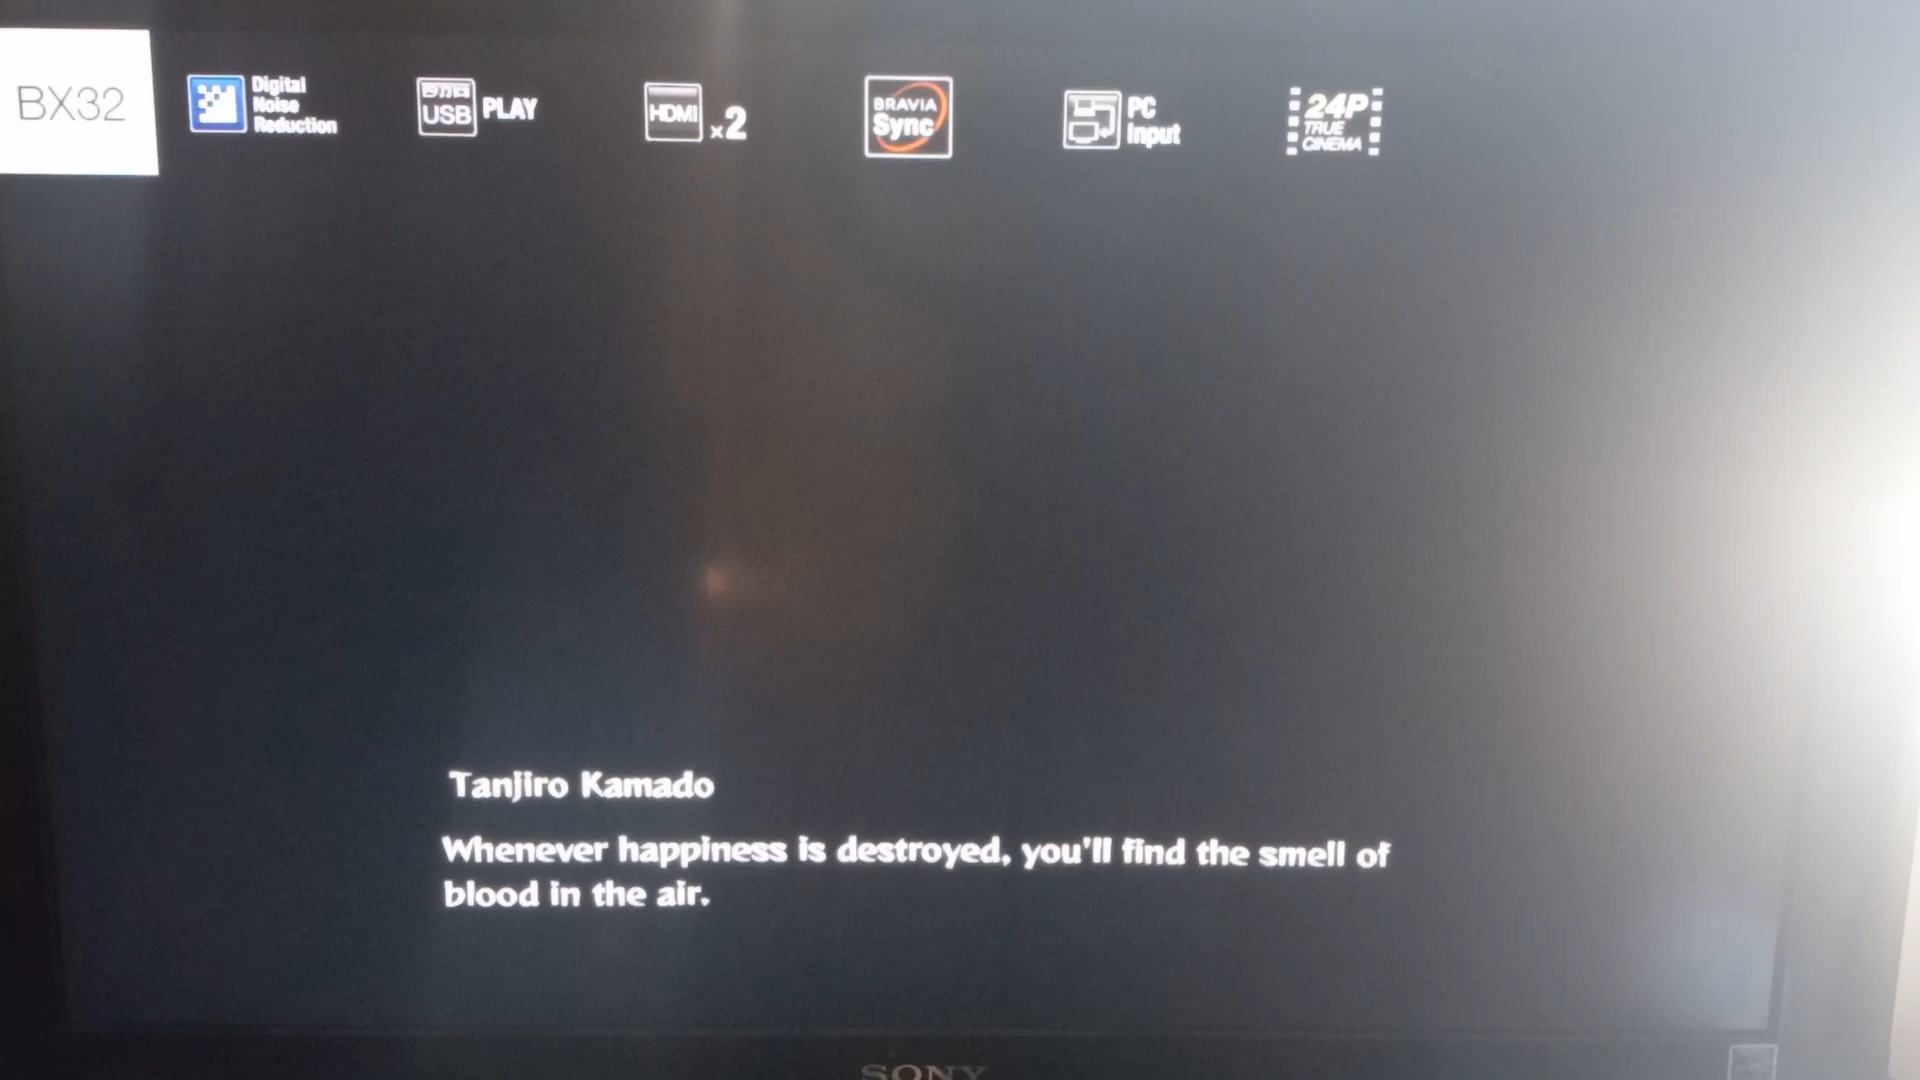 BX32
Digital
Noise
Reduction
USB PLAY
HDMI x2
BRAVIA
Sync
PC
Input
24P
TRUE
CINEMA
Tanjiro Kamado
Whenever happiness is destroyed, you'll find the smell of
blood in the air.
SONY